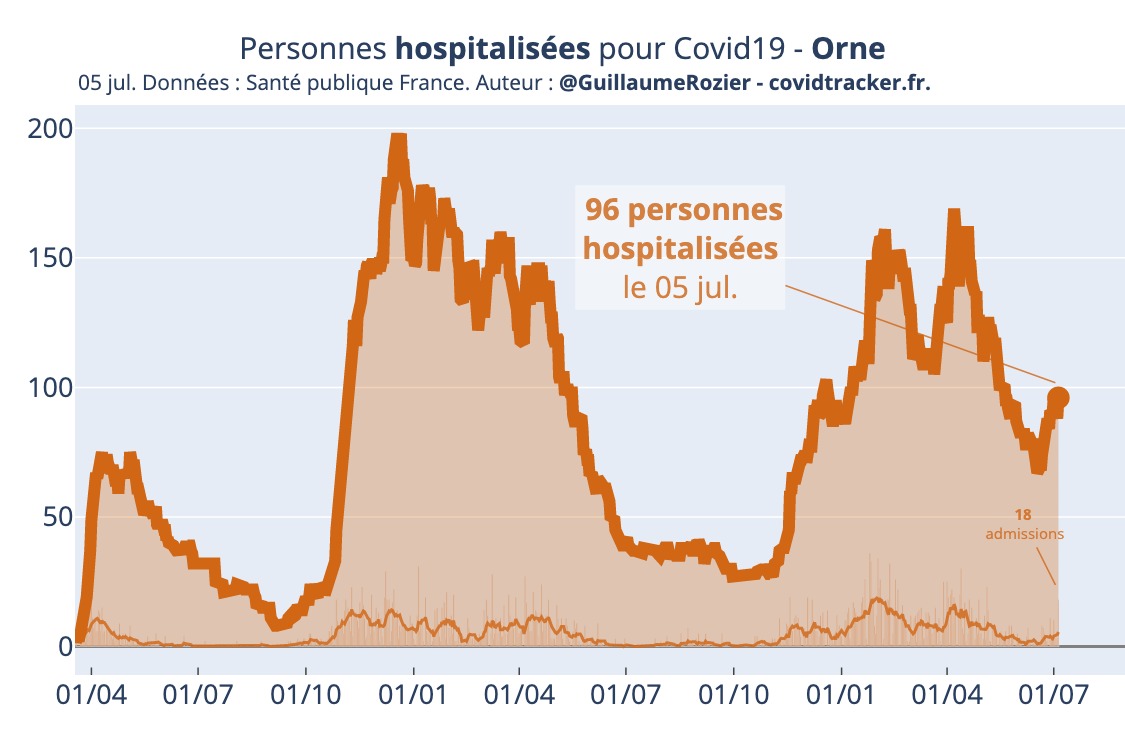 Personnes hospitalisées pour Covid19 - Orne
05 jul. Données : Santé publique France. Auteur : @GuillaumeRozier - covidtracker.fr.
200
150
100
50
0
96 personnes
hospitalisées
le 05 jul.
18
admissions
01/04 01/07 01/10 01/01 01/04 01/07 01/10 01/01 01/04 01/07